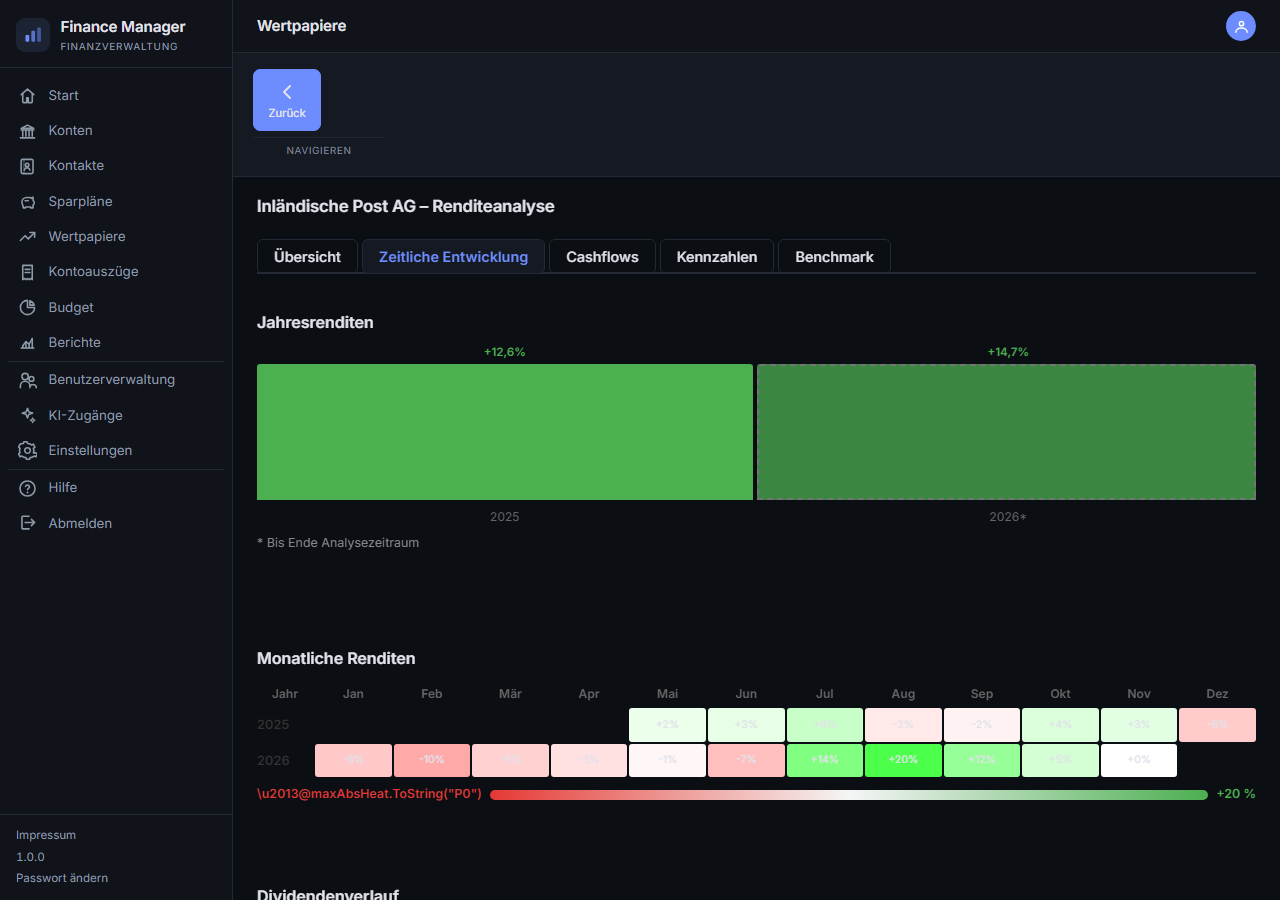 Finance Manager
FINANZVERWALTUNG
Wertpapiere
Start
Konten
Kontakte
Sparpläne
Wertpapiere
Kontoauszüge
Budget
Berichte
Benutzerverwaltung
KI-Zugänge
Einstellungen
Hilfe
Abmelden
Impressum
1.0.0
Passwort ändern
Zurück
NAVIGIEREN
Inländische Post AG – Renditeanalyse
Übersicht Zeitliche Entwicklung Cashflows Kennzahlen Benchmark
Jahresrenditen
+12,6% +14,7%
2025 2026*
* Bis Ende Analysezeitraum
Monatliche Renditen
Jahr Jan Feb Mär Apr Mai Jun Jul Aug Sep Okt Nov Dez
2025 +2% +3% -2% -2% +4% +3%
2026 -10% -1% -7% +14% +20% +12% +5% +0%
\u2013@maxAbsHeat.ToString("P0") +20 %
Dividendenverlauf